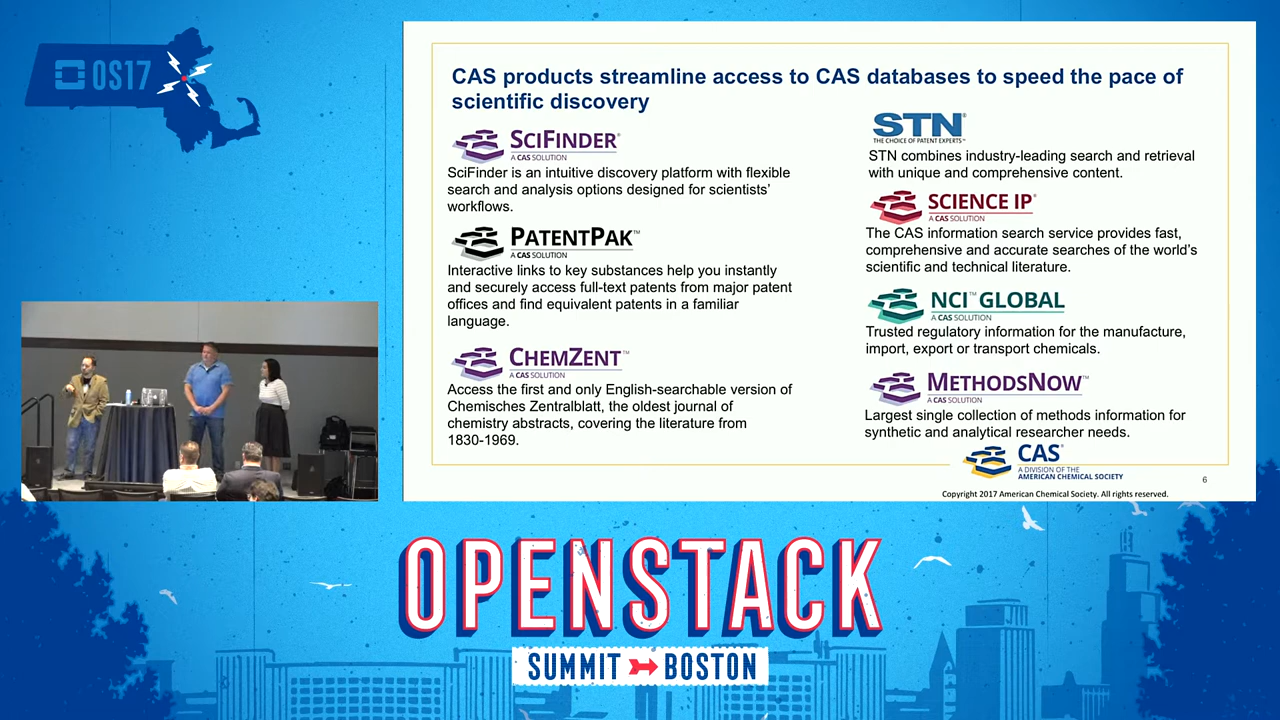 OS17
CAS products streamline access to CAS databases to speed the pace of
scientific discovery
SCIFINDER®
A CAS SOLUTION
SciFinder is an intuitive discovery platform with flexible
search and analysis options designed for scientists’
workflows.
PATENTPAK™
A CAS SOLUTION
Interactive links to key substances help you instantly
and securely access full-text patents from major patent
offices and find equivalent patents in a familiar
language.
CHEMZENT™
A CAS SOLUTION
Access the first and only English-searchable version of
Chemisches Zentralblatt, the oldest journal of
chemistry abstracts, covering the literature from
1830-1969.
STN®
THE CHOICE OF PATENT EXPERTS™
STN combines industry-leading search and retrieval
with unique and comprehensive content.
SCIENCE IP®
A CAS SOLUTION
The CAS information search service provides fast,
comprehensive and accurate searches of the world’s
scientific and technical literature.
NCI™ GLOBAL
A CAS SOLUTION
Trusted regulatory information for the manufacture,
import, export or transport chemicals.
METHODSNOW™
A CAS SOLUTION
Largest single collection of methods information for
synthetic and analytical researcher needs.
CAS®
A DIVISION OF THE
AMERICAN CHEMICAL SOCIETY
6
Copyright 2017 American Chemical Society. All rights reserved.
OPENSTACK
SUMMIT BOSTON